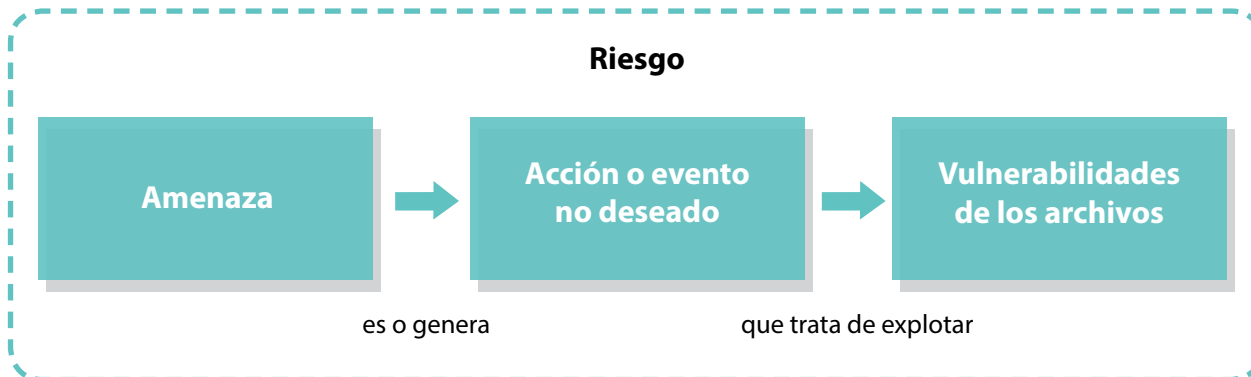 Riesgo
Amenaza
Acción o evento
no deseado
Vulnerabilidades
de los archivos
es o genera
que trata de explotar